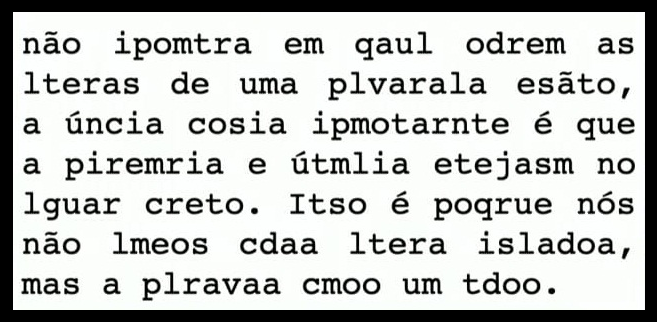 não ipomtra em qaul odrem as
lteras de uma plvarala esãto,
a úncia cosia ipmotarnte é que
a piremria e útmlia etejasm no
lguar creto. Itso é poqrue nós
não lmeos cdaa ltera isladoa,
mas a plravaa cmoo um tdoo.